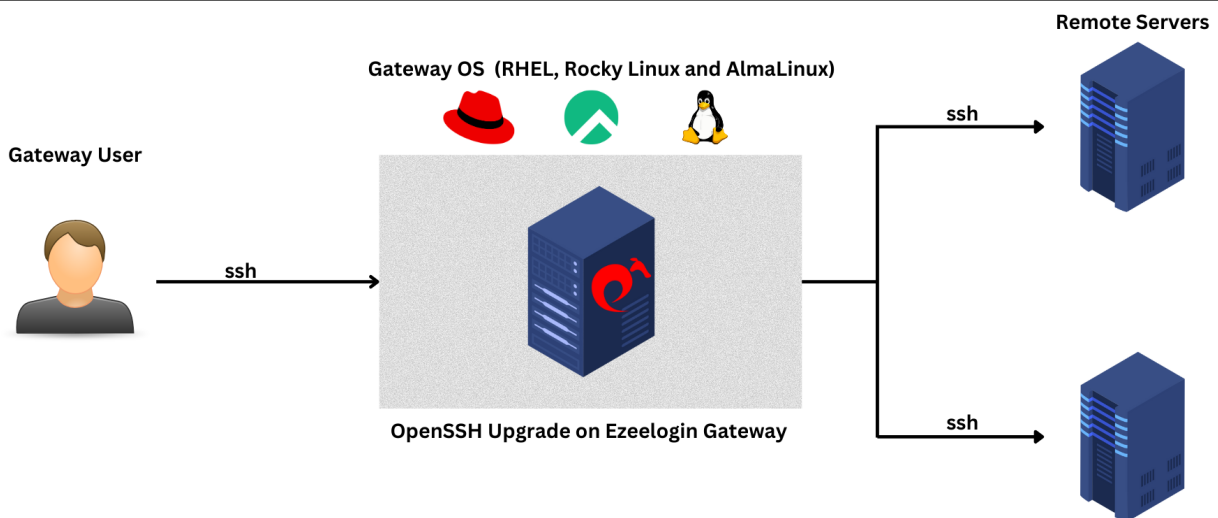 Remote Servers
Gateway OS (RHEL, Rocky Linux and AlmaLinux)
ssh
Gateway User
ssh
OpenSSH Upgrade on Ezeelogin Gateway
ssh